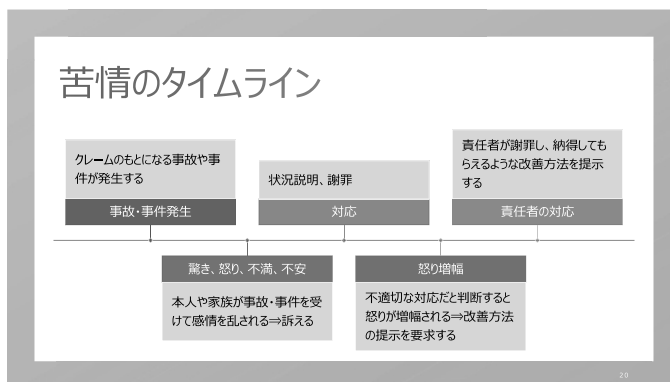 苦情のタイムライン
クレームのもとになる事故や事
件が発生する
事故・事件発生
驚き、怒り、不満、不安
本人や家族が事故・事件を受
けて感情を乱される⇒訴える
状況説明、謝罪
対応
怒り増幅
不適切な対応だと判断すると
怒りが増幅される⇒改善方法
の提示を要求する
責任者が謝罪し、納得しても
らえるような改善方法を提示
する
責任者の対応
20